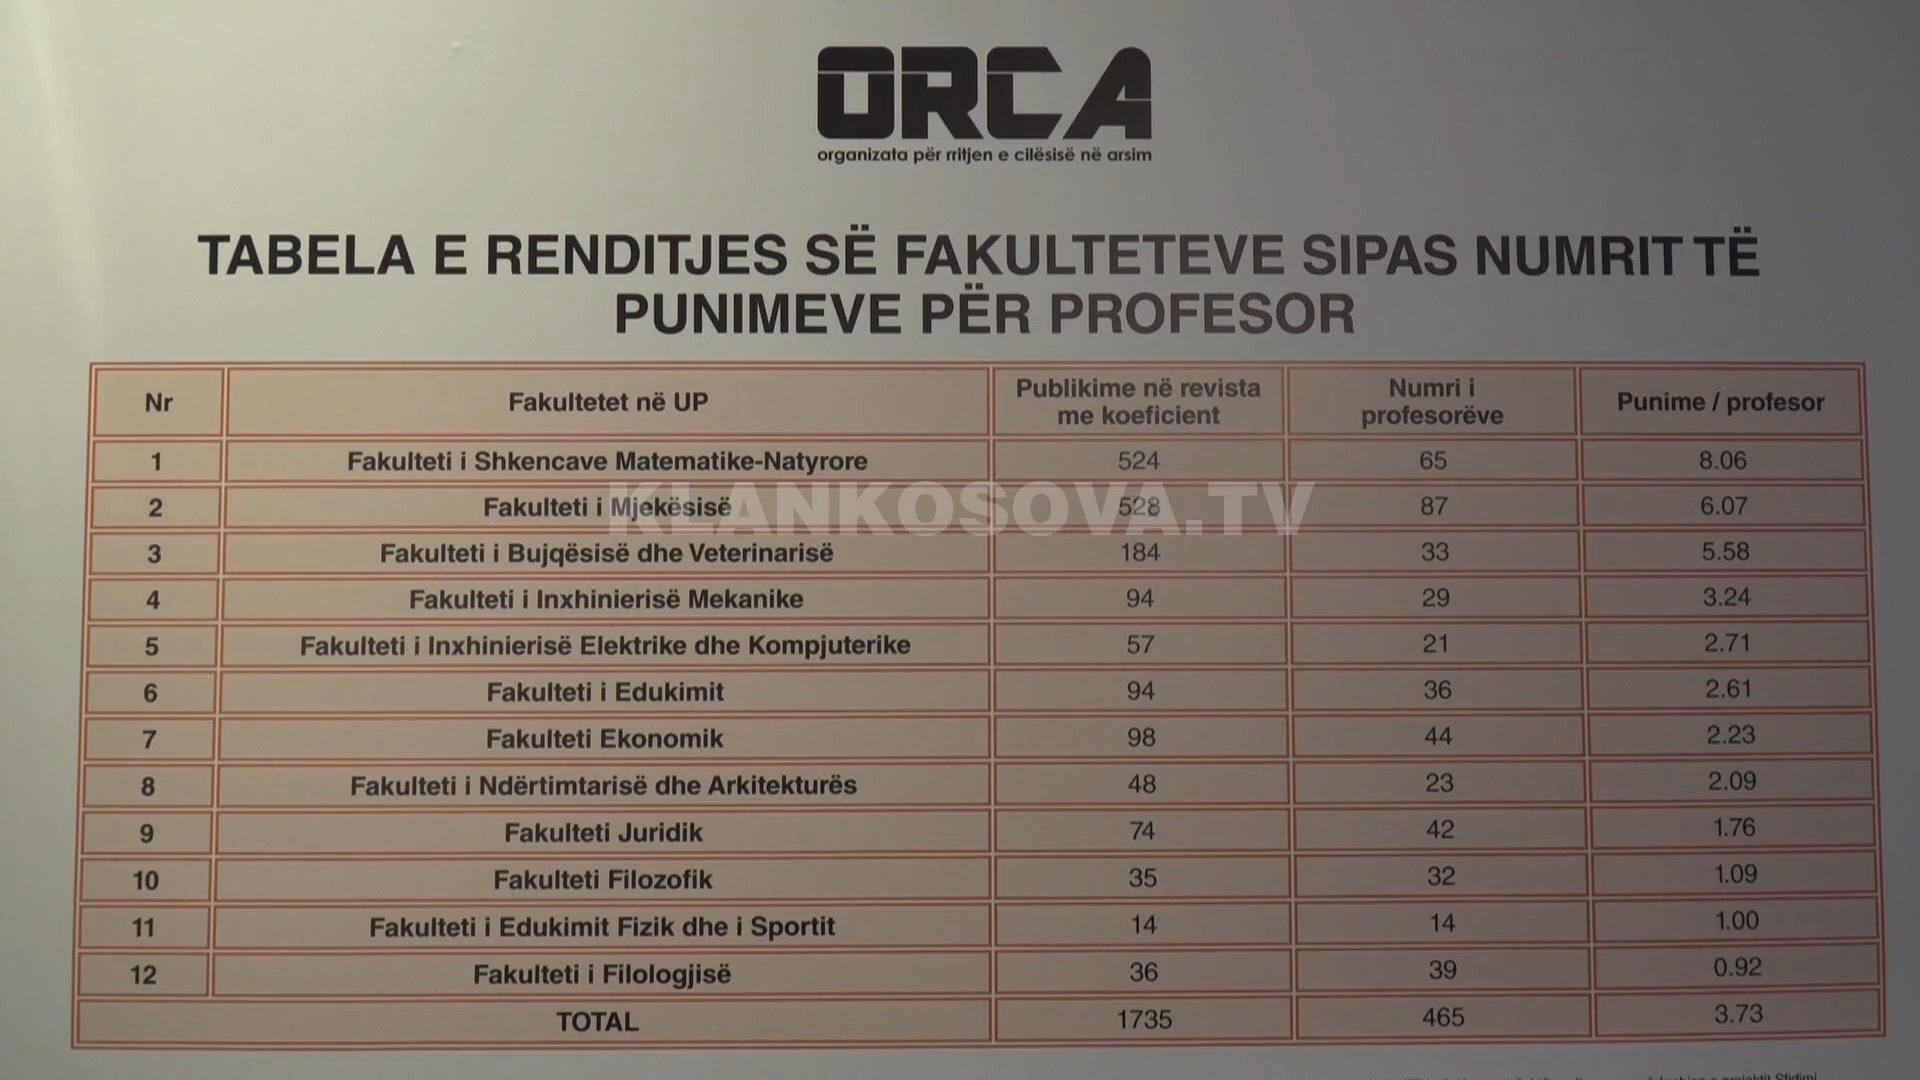 ORCA
organizata për rritjen e cilësisë në arsim
TABELA E RENDITJES SË FAKULTETEVE SIPAS NUMRIT TË
PUNIMEVE PËR PROFESOR
Nr Fakultetet në UP Publikime në revista me koeficient Numri i profesorëve Punime / profesor
1 Fakulteti i Shkencave Matematike-Natyrore 524 65 8.06
2 Fakulteti i Mjekësisë 528 87 6.07
KLANKOSOVA.TV
3 Fakulteti i Bujqësisë dhe Veterinarisë 184 33 5.58
4 Fakulteti i Inxhinierisë Mekanike 94 29 3.24
5 Fakulteti i Inxhinierisë Elektrike dhe Kompjuterike 57 21 2.71
6 Fakulteti i Edukimit 94 36 2.61
7 Fakulteti Ekonomik 98 44 2.23
8 Fakulteti i Ndërtimtarisë dhe Arkitekturës 48 23 2.09
9 Fakulteti Juridik 74 42 1.76
10 Fakulteti Filozofik 35 32 1.09
11 Fakulteti i Edukimit Fizik dhe i Sportit 14 14 1.00
12 Fakulteti i Filologjisë 36 39 0.92
TOTAL 1735 465 3.73